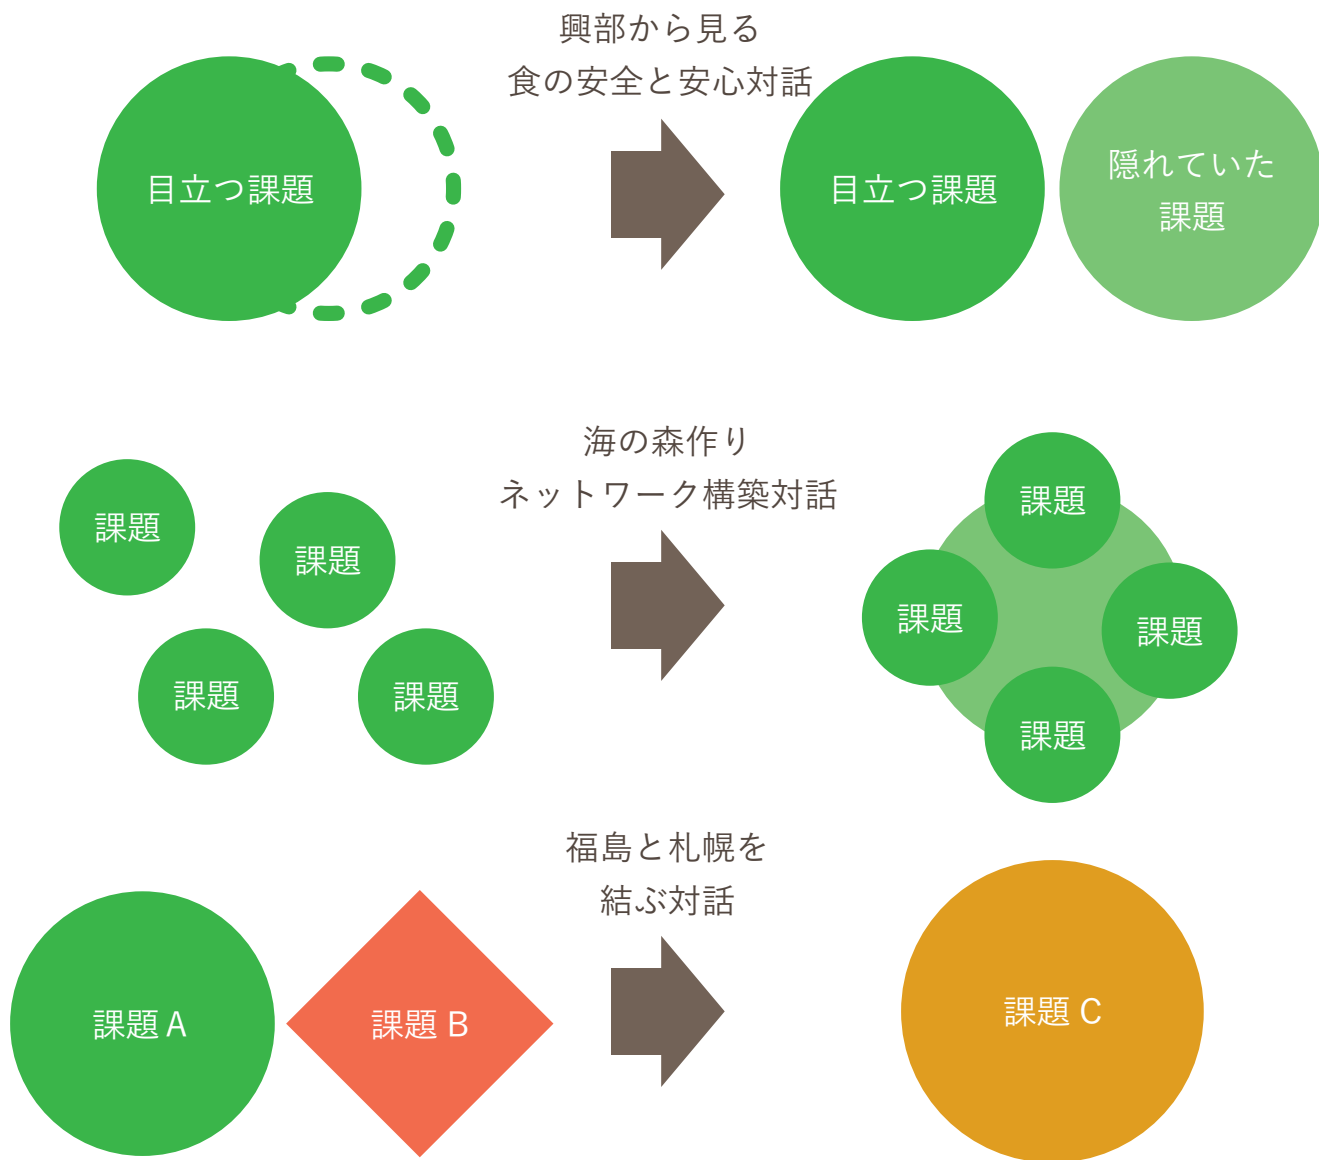 興部から見る
食の安全と安心対話
目立つ課題
目立つ課題
隠れていた
課題
海の森作り
ネットワーク構築対話
課題
課題
課題
課題
課題
課題
課題
課題
福島と札幌を
結ぶ対話
課題 A
課題 B
課題 C